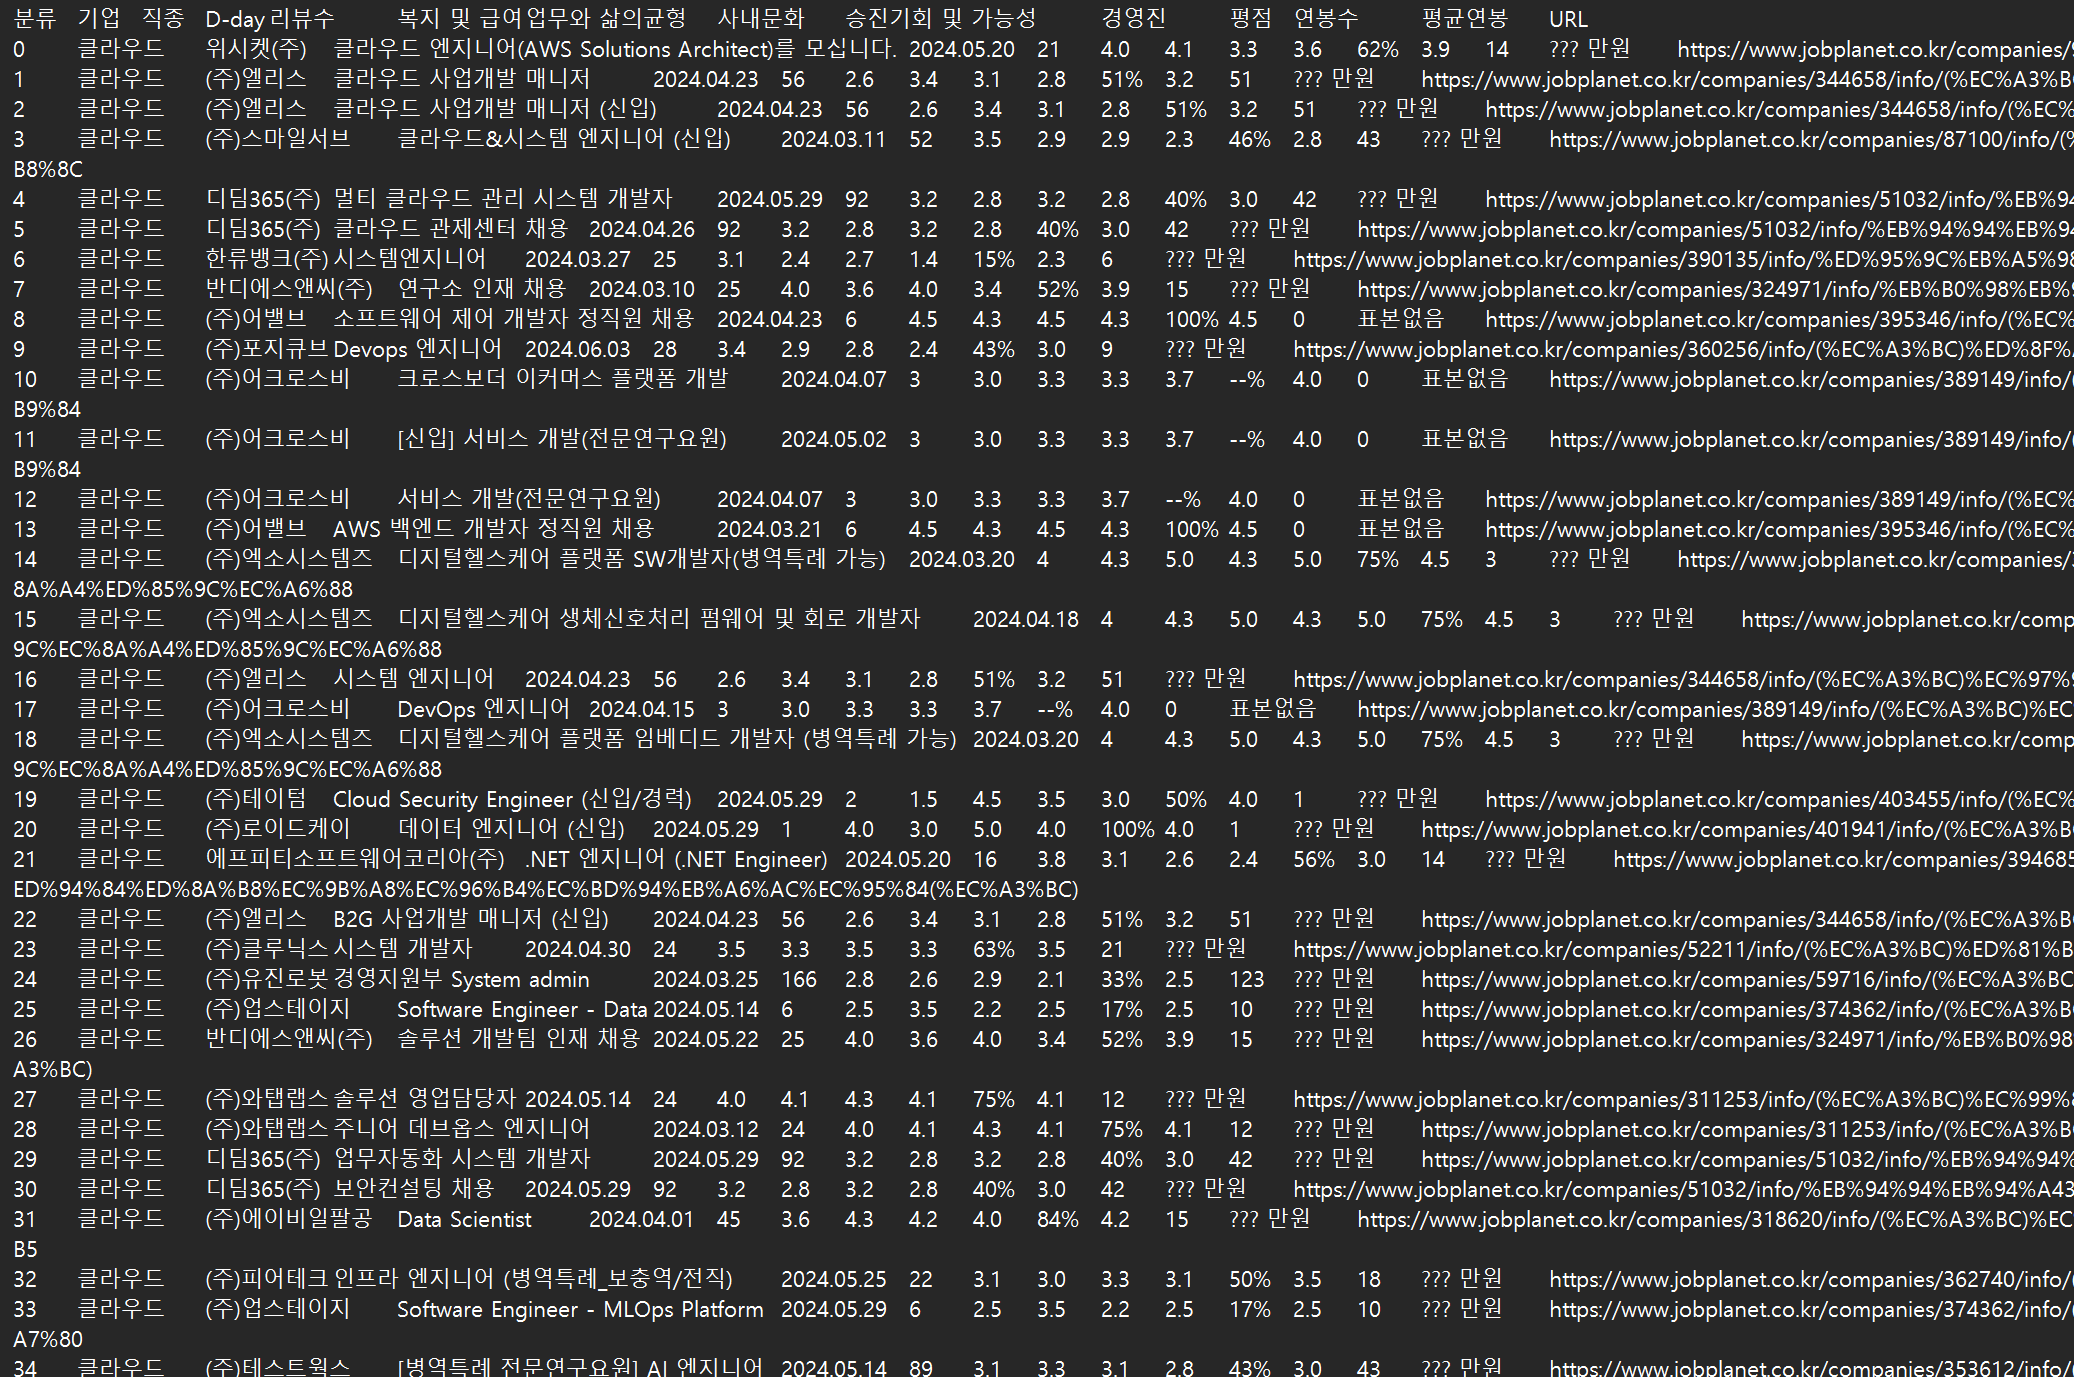 분류 기업 직종 D-day 리뷰수 복지 및 급여 업무와 삶의균형 사내문화 승진기회 및 가능성 경영진 평점 연봉수 평균연봉 URL
0 클라우드 위시켓(주) 클라우드 엔지니어(AWS Solutions Architect)를 모십니다. 2024.05.20 21 4.0 4.1 3.3 3.6 62% 3.9 14 ??? 만원 https://www.jobplanet.co.kr/companies/
1 클라우드 (주)엘리스 클라우드 사업개발 매니저 2024.04.23 56 2.6 3.4 3.1 2.8 51% 3.2 51 ??? 만원 https://www.jobplanet.co.kr/companies/344658/info/(%EC%A3%B
2 클라우드 (주)엘리스 클라우드 사업개발 매니저 (신입) 2024.04.23 56 2.6 3.4 3.1 2.8 51% 3.2 51 ??? 만원 https://www.jobplanet.co.kr/companies/344658/info/(%EC%
3 클라우드 (주)스마일서브 클라우드&시스템 엔지니어 (신입) 2024.03.11 52 3.5 2.9 2.9 2.3 46% 2.8 43 ??? 만원 https://www.jobplanet.co.kr/companies/87100/info/(%
B8%8C
4 클라우드 디딤365(주) 멀티 클라우드 관리 시스템 개발자 2024.05.29 92 3.2 2.8 3.2 2.8 40% 3.0 42 ??? 만원 https://www.jobplanet.co.kr/companies/51032/info/%EB%94
5 클라우드 디딤365(주) 클라우드 관제센터 채용 2024.04.26 92 3.2 2.8 3.2 2.8 40% 3.0 42 ??? 만원 https://www.jobplanet.co.kr/companies/51032/info/%EB%94%94%EB%94
6 클라우드 한류뱅크(주) 시스템엔지니어 2024.03.27 25 3.1 2.4 2.7 1.4 15% 2.3 6 ??? 만원 https://www.jobplanet.co.kr/companies/390135/info/%ED%95%9C%EB%A5%98
7 클라우드 반디에스앤씨(주) 연구소 인재 채용 2024.03.10 25 4.0 3.6 4.0 3.4 52% 3.9 15 ??? 만원 https://www.jobplanet.co.kr/companies/324971/info/%EB%B0%98%EB%
8 클라우드 (주)어밸브 소프트웨어 제어 개발자 정직원 채용 2024.04.23 6 4.5 4.3 4.5 4.3 100% 4.5 0 표본없음 https://www.jobplanet.co.kr/companies/395346/info/(%EC%
9 클라우드 (주)포지큐브 Devops 엔지니어 2024.06.03 28 3.4 2.9 2.8 2.4 43% 3.0 9 ??? 만원 https://www.jobplanet.co.kr/companies/360256/info/(%EC%A3%BC)%ED%8F%
10 클라우드 (주)어크로스비 크로스보더 이커머스 플랫폼 개발 2024.04.07 3 3.0 3.3 3.3 3.7 --% 4.0 0 표본없음 https://www.jobplanet.co.kr/companies/389149/info/(
B9%84
11 클라우드 (주)어크로스비 [신입] 서비스 개발(전문연구요원) 2024.05.02 3 3.0 3.3 3.3 3.7 --% 4.0 0 표본없음 https://www.jobplanet.co.kr/companies/389149/info/(
B9%84
12 클라우드 (주)어크로스비 서비스 개발(전문연구요원) 2024.04.07 3 3.0 3.3 3.3 3.7 --% 4.0 0 표본없음 https://www.jobplanet.co.kr/companies/389149/info/(%EC%
13 클라우드 (주)어밸브 AWS 백엔드 개발자 정직원 채용 2024.03.21 6 4.5 4.3 4.5 4.3 100% 4.5 0 표본없음 https://www.jobplanet.co.kr/companies/395346/info/(%EC%
14 클라우드 (주)엑소시스템즈 디지털헬스케어 플랫폼 SW개발자(병역특례 가능) 2024.03.20 4 4.3 5.0 4.3 5.0 75% 4.5 3 ??? 만원 https://www.jobplanet.co.kr/companies/
8A%A4%ED%85%9C%EC%A6%88
15 클라우드 (주)엑소시스템즈 디지털헬스케어 생체신호처리 펌웨어 및 회로 개발자 2024.04.18 4 4.3 5.0 4.3 5.0 75% 4.5 3 ??? 만원 https://www.jobplanet.co.kr/comp
9C%EC%8A%A4%ED%85%9C%EC%A6%88
16 클라우드 (주)엘리스 시스템 엔지니어 2024.04.23 56 2.6 3.4 3.1 2.8 51% 3.2 51 ??? 만원 https://www.jobplanet.co.kr/companies/344658/info/(%EC%A3%BC)%EC%97%
17 클라우드 (주)어크로스비 DevOps 엔지니어 2024.04.15 3 3.0 3.3 3.3 3.7 --% 4.0 0 표본없음 https://www.jobplanet.co.kr/companies/389149/info/(%EC%A3%BC)%EC
18 클라우드 (주)엑소시스템즈 디지털헬스케어 플랫폼 임베디드 개발자 (병역특례 가능) 2024.03.20 4 4.3 5.0 4.3 5.0 75% 4.5 3 ??? 만원 https://www.jobplanet.co.kr/comp
9C%EC%8A%A4%ED%85%9C%EC%A6%88
19 클라우드 (주)테이텀 Cloud Security Engineer (신입/경력) 2024.05.29 2 1.5 4.5 3.5 3.0 50% 4.0 1 ??? 만원 https://www.jobplanet.co.kr/companies/403455/info/(%EC%
20 클라우드 (주)로이드케이 데이터 엔지니어 (신입) 2024.05.29 1 4.0 3.0 5.0 4.0 100% 4.0 1 ??? 만원 https://www.jobplanet.co.kr/companies/401941/info/(%EC%A3%B
21 클라우드 에프피티소프트웨어코리아(주) .NET 엔지니어 (.NET Engineer) 2024.05.20 16 3.8 3.1 2.6 2.4 56% 3.0 14 ??? 만원 https://www.jobplanet.co.kr/companies/394685
ED%94%84%ED%8A%B8%EC%9B%A8%EC%96%B4%EC%BD%94%EB%A6%AC%EC%95%84(%EC%A3%BC)
22 클라우드 (주)엘리스 B2G 사업개발 매니저 (신입) 2024.04.23 56 2.6 3.4 3.1 2.8 51% 3.2 51 ??? 만원 https://www.jobplanet.co.kr/companies/344658/info/(%EC%A3%B
23 클라우드 (주)클루닉스 시스템 개발자 2024.04.30 24 3.5 3.3 3.5 3.3 63% 3.5 21 ??? 만원 https://www.jobplanet.co.kr/companies/52211/info/(%EC%A3%BC)%ED%81%B
24 클라우드 (주)유진로봇 경영지원부 System admin 2024.03.25 166 2.8 2.6 2.9 2.1 33% 2.5 123 ??? 만원 https://www.jobplanet.co.kr/companies/59716/info/(%EC%A3%BC
25 클라우드 (주)업스테이지 Software Engineer - Data 2024.05.14 6 2.5 3.5 2.2 2.5 17% 2.5 10 ??? 만원 https://www.jobplanet.co.kr/companies/374362/info/(%EC%A3%B
26 클라우드 반디에스앤씨(주) 솔루션 개발팀 인재 채용 2024.05.22 25 4.0 3.6 4.0 3.4 52% 3.9 15 ??? 만원 https://www.jobplanet.co.kr/companies/324971/info/%EB%B0%98
A3%BC)
27 클라우드 (주)와탭랩스 솔루션 영업담당자 2024.05.14 24 4.0 4.1 4.3 4.1 75% 4.1 12 ??? 만원 https://www.jobplanet.co.kr/companies/311253/info/(%EC%A3%BC)%EC%99%
28 클라우드 (주)와탭랩스 주니어 데브옵스 엔지니어 2024.03.12 24 4.0 4.1 4.3 4.1 75% 4.1 12 ??? 만원 https://www.jobplanet.co.kr/companies/311253/info/(%EC%A3%B
29 클라우드 디딤365(주) 업무자동화 시스템 개발자 2024.05.29 92 3.2 2.8 3.2 2.8 40% 3.0 42 ??? 만원 https://www.jobplanet.co.kr/companies/51032/info/%EB%94%94%
30 클라우드 디딤365(주) 보안컨설팅 채용 2024.05.29 92 3.2 2.8 3.2 2.8 40% 3.0 42 ??? 만원 https://www.jobplanet.co.kr/companies/51032/info/%EB%94%94%EB%94%A43
31 클라우드 (주)에이비일팔공 Data Scientist 2024.04.01 45 3.6 4.3 4.2 4.0 84% 4.2 15 ??? 만원 https://www.jobplanet.co.kr/companies/318620/info/(%EC%A3%BC)%EC
B5
32 클라우드 (주)피어테크 인프라 엔지니어 (병역특례_보충역/전직) 2024.05.25 22 3.1 3.0 3.3 3.1 50% 3.5 18 ??? 만원 https://www.jobplanet.co.kr/companies/362740/info/(
33 클라우드 (주)업스테이지 Software Engineer - MLOps Platform 2024.05.29 6 2.5 3.5 2.2 2.5 17% 2.5 10 ??? 만원 https://www.jobplanet.co.kr/companies/374362/info/(
A7%80
34 클라우드 (주)테스트웍스 [병역특례 전문연구요원] AI 엔지니어 2024.05.14 89 3.1 3.3 3.1 2.8 43% 3.0 43 ??? 만원 https://www.jobplanet.co.kr/companies/353612/info/(